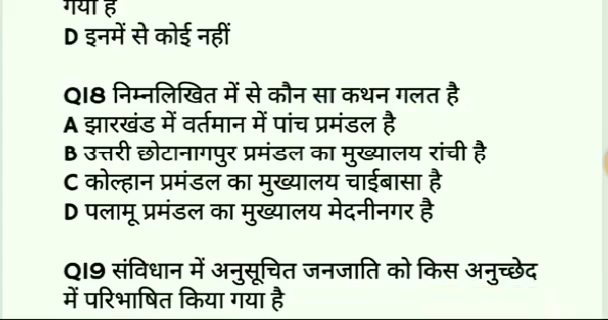 गया है
D इनमें से कोई नहीं
Q18 निम्नलिखित में से कौन सा कथन गलत है
A झारखंड में वर्तमान में पांच प्रमंडल है
B उत्तरी छोटानागपुर प्रमंडल का मुख्यालय रांची है
C कोल्हान प्रमंडल का मुख्यालय चाईबासा है
D पलामू प्रमंडल का मुख्यालय मेदनीनगर है
Q19 संविधान में अनुसूचित जनजाति को किस अनुच्छेद
में परिभाषित किया गया है